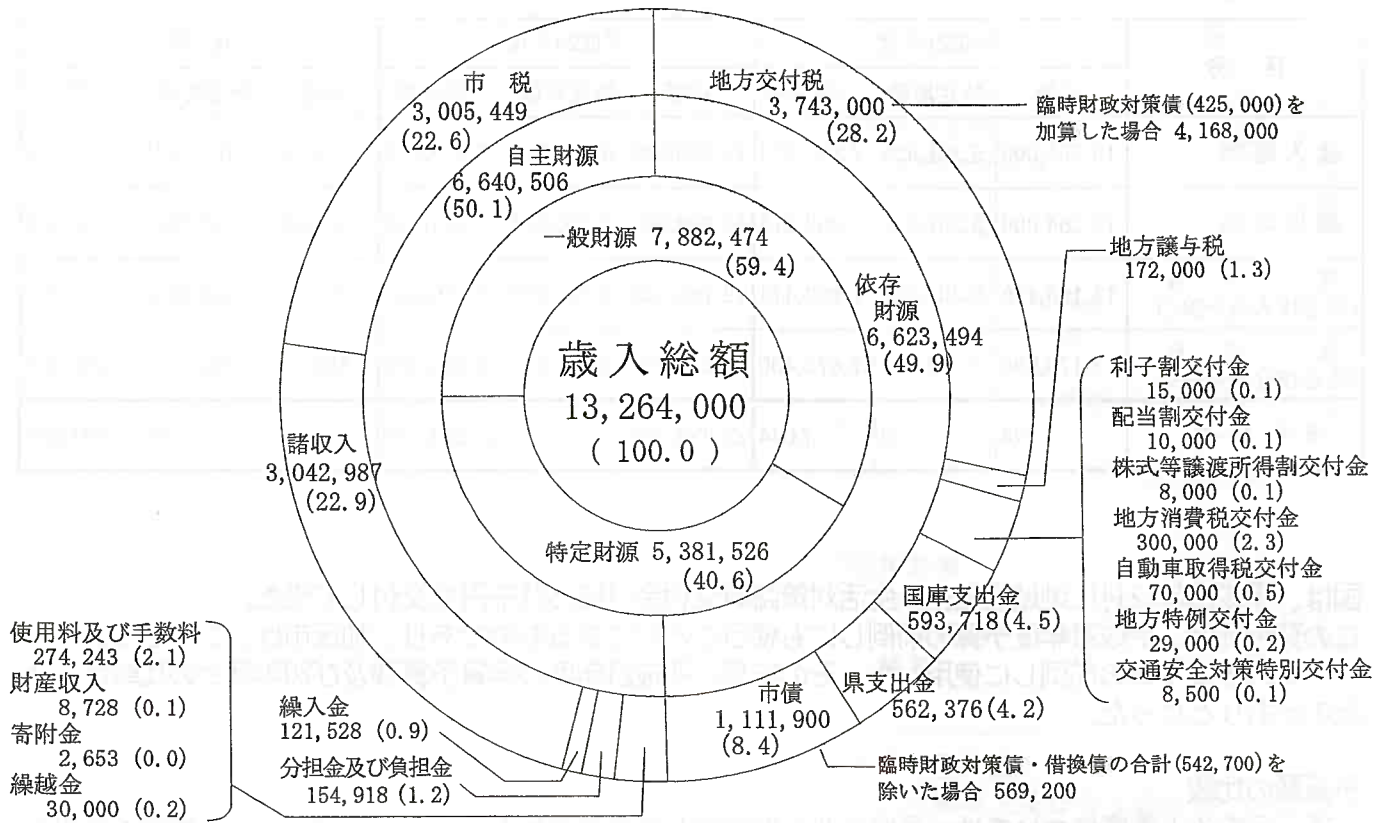 市 税
3,005,449
(22.6)
地方交付税
3,743,000
(28.2)
臨時財政対策債(425,000)を
加算した場合 4,168,000
自主財源
6,640,506
(50.1)
一般財源 7,882,474
(59.4)
依存
財源
6,623,494
(49.9)
地方譲与税
172,000 (1.3)
歳入総額
13,264,000
( 100.0 )
利子割交付金
15,000 (0.1)
配当割交付金
10,000 (0.1)
株式等譲渡所得割交付金
8,000 (0.1)
地方消費税交付金
300,000 (2.3)
自動車取得税交付金
70,000 (0.5)
地方特例交付金
29,000 (0.2)
交通安全対策特別交付金
8,500 (0.1)
諸収入
3,042,987
(22.9)
特定財源 5,381,526
(40.6)
国庫支出金
593,718 (4.5)
県支出金
562,376(4.2)
市債
1,111,900
(8.4)
臨時財政対策債・借換債の合計(542,700)を
除いた場合 569,200
使用料及び手数料
274,243 (2.1)
財産収入
8,728 (0.1)
寄附金
2,653 (0.0)
繰越金
30,000 (0.2)
繰入金
121,528 (0.9)
分担金及び負担金
154,918 (1.2)